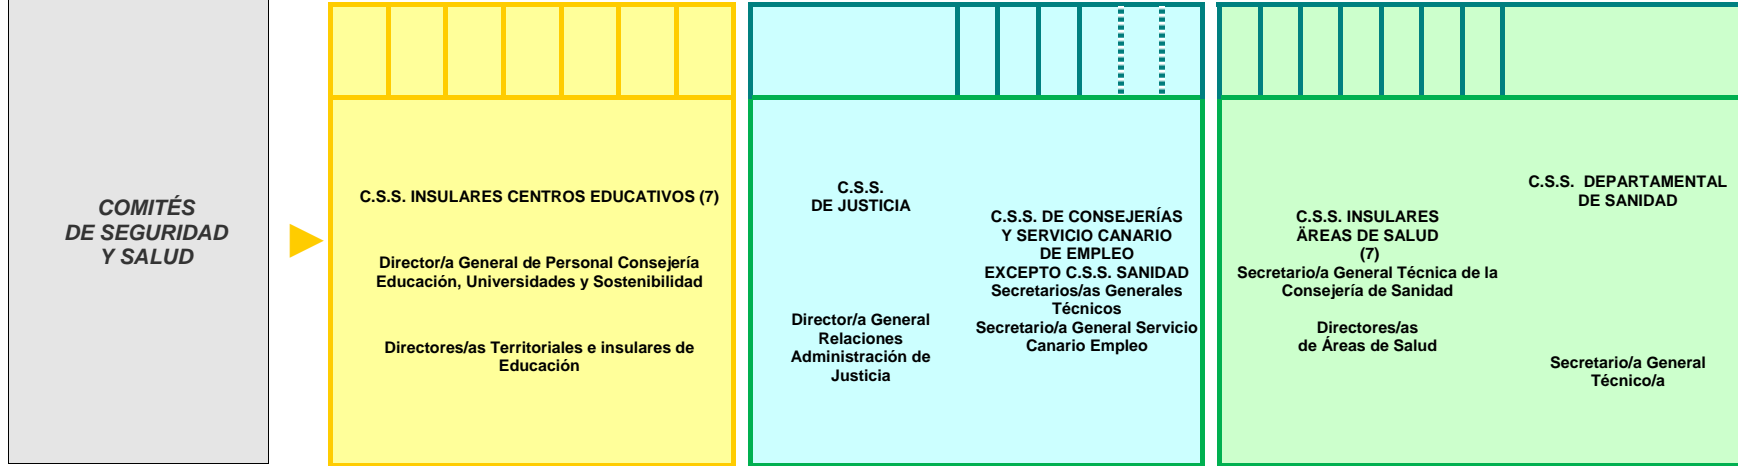 COMITÉS
DE SEGURIDAD
Y SALUD
C.S.S. INSULARES CENTROS EDUCATIVOS (7)
Director/a General de Personal Consejería
Educación, Universidades y Sostenibilidad
Directores/as Territoriales e insulares de
Educación
C.S.S.
DE JUSTICIA
Director/a General
Relaciones
Administración de
Justicia
C.S.S. DE CONSEJERÍAS
Y SERVICIO CANARIO
DE EMPLEO
EXCEPTO C.S.S. SANIDAD
Secretarios/as Generales
Técnicos
Secretario/a General Servicio
Canario Empleo
C.S.S. INSULARES
ÄREAS DE SALUD
(7)
Secretario/a General Técnica de la
Consejería de Sanidad
Directores/as
de Áreas de Salud
C.S.S. DEPARTAMENTAL
DE SANIDAD
Secretario/a General
Técnico/a